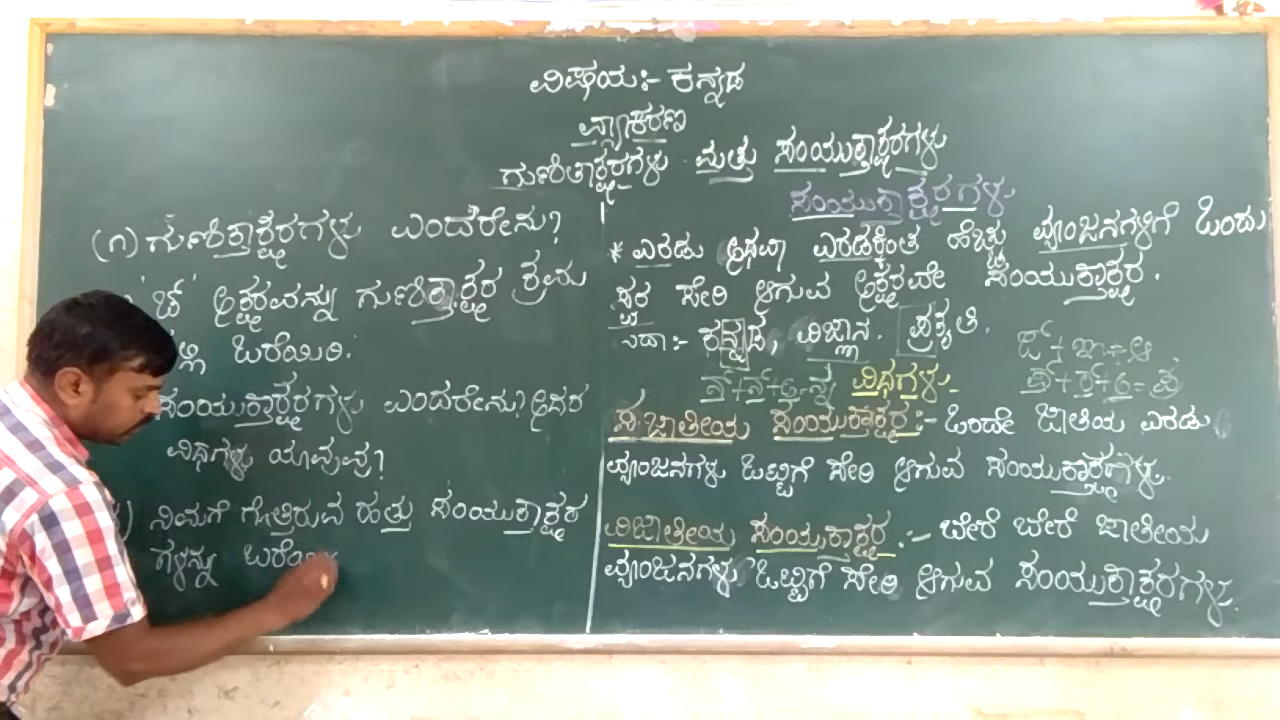 ವಿಷಯ:- ಕನ್ನಡ
ವ್ಯಾಕರಣ
ಗುಣಿತಾಕ್ಷರಗಳು ಮತ್ತು ಸಂಯುಕ್ತಾಕ್ಷರಗಳು
(೧) ಗುಣಿತಾಕ್ಷರಗಳು ಎಂದರೇನು?
ಅಕ್ಷರವನ್ನು ಗುಣಿತಾಕ್ಷರ ಕ್ರಮ
ಲ್ಲಿ ಬರೆಯಿರಿ.
ಸಂಯುಕ್ತಾಕ್ಷರಗಳು ಎಂದರೇನು? ಅದರ
ವಿಧಗಳು ಯಾವುವು?
ನಿಮಗೆ ಗೊತ್ತಿರುವ ಹತ್ತು ಸಂಯುಕ್ತಾಕ್ಷರ
ಗಳನ್ನು ಬರೆಯಿ
ಸಂಯುಕ್ತಾಕ್ಷರಗಳು
* ಎರಡು ಅಥವಾ ಎರಡಕ್ಕಿಂತ ಹೆಚ್ಚು ವ್ಯಂಜನಗಳಿಗೆ ಒಂದು
ಸ್ವರ ಸೇರಿ ಆಗುವ ಅಕ್ಷರವೇ ಸಂಯುಕ್ತಾಕ್ಷರ.
ಉದಾ:- ಕನ್ನಡ, ವಿಜ್ಞಾನ. ಪ್ರಕೃತಿ.
ಜ್+ಞ+ಆ
ನ್+ನ್+ಅ=ನ್ನ ವಿಧಗಳು- ಪ್+ರ್+ಅ=ಪ್ರ
ಸ.ಜಾತೀಯ ಸಂಯುಕ್ತಾಕ್ಷರ:- ಒಂದೇ ಜಾತಿಯ ಎರಡು
ವ್ಯಂಜನಗಳು ಒಟ್ಟಿಗೆ ಸೇರಿ ಆಗುವ ಸಂಯುಕ್ತಾಕ್ಷರಗಳು.
ವಿಜಾತೀಯ ಸಂಯುಕ್ತಾಕ್ಷರ.:- ಬೇರೆ ಬೇರೆ ಜಾತೀಯ
ವ್ಯಂಜನಗಳು ಒಟ್ಟಿಗೆ ಸೇರಿ ಆಗುವ ಸಂಯುಕ್ತಾಕ್ಷರಗಳು.